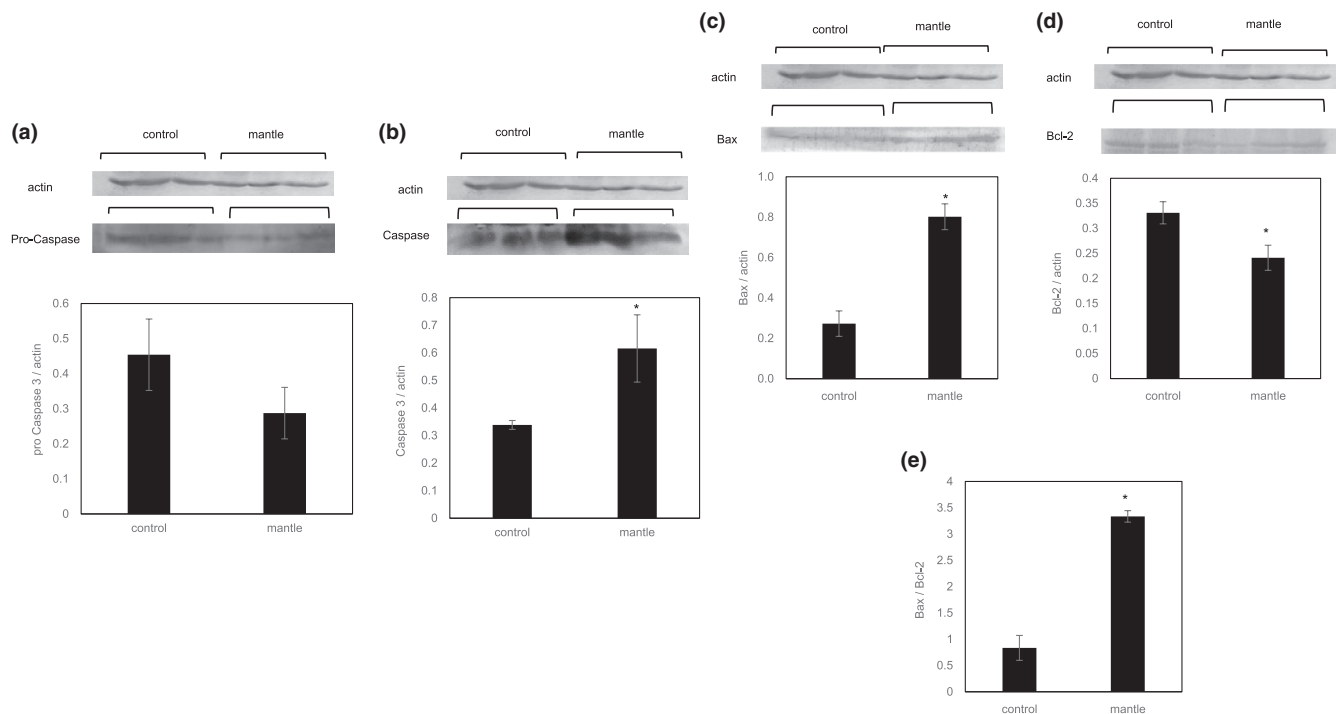 (a)
control mantle
actin
Pro-Caspase
pro Caspase 3 / actin
0.6
0.5
0.4
0.3
0.2
0.1
0
control mantle
(b)
control mantle
actin
Caspase
Caspase 3 / actin
0.8
0.7
0.6
0.5
0.4
0.3
0.2
0.1
0
*
control mantle
(c)
control mantle
actin
Bax
Bax / actin
1.0
0.8
0.6
0.4
0.2
0.0
*
control mantle
(d)
control mantle
actin
Bcl-2
Bcl-2 / actin
0.4
0.35
0.3
0.25
0.2
0.15
0.1
0.05
0
*
control mantle
(e)
Bax / Bcl-2
4
3.5
3
2.5
2
1.5
1
0.5
0
*
control mantle